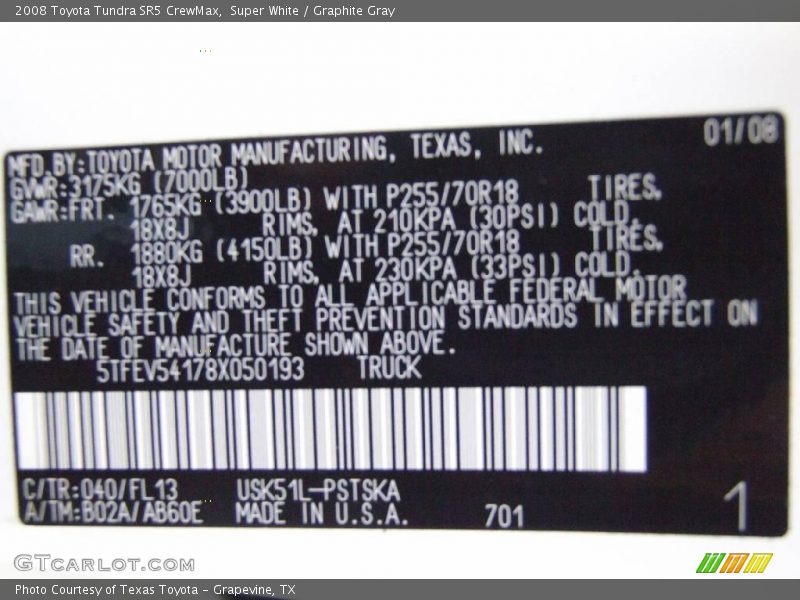 2008 Toyota Tundra SR5 CrewMax, Super White / Graphite Gray
MFD.BY:TOYOTA MOTOR MANUFACTURING, TEXAS, INC. 01/08
GVWR:3175KG (7000LB)
GAWR:FRT. 1765KG (3900LB) WITH P255/70R18 TIRES,
18X8J RIMS, AT 210KPA (30PSI) COLD.
RR. 1880KG (4150LB) WITH P255/70R18 TIRES,
18X8J RIMS, AT 230KPA (33PSI) COLD.
THIS VEHICLE CONFORMS TO ALL APPLICABLE FEDERAL MOTOR
VEHICLE SAFETY AND THEFT PREVENTION STANDARDS IN EFFECT ON
THE DATE OF MANUFACTURE SHOWN ABOVE.
5TFEV54178X050193 TRUCK
C/TR:040/FL13 USK51L-PSTSKA
A/TM:B02A/AB60E MADE IN U.S.A. 701 1
GTCARLOT.COM
Photo Courtesy of Texas Toyota - Grapevine, TX